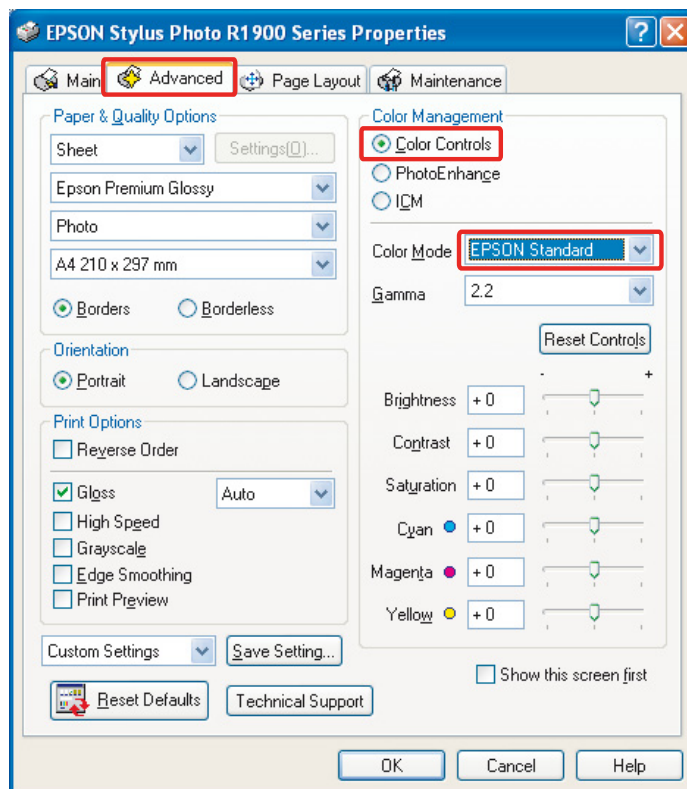 EPSON Stylus Photo R1900 Series Properties
Main
Advanced
Page Layout
Maintenance
Paper & Quality Options
Sheet
Settings(O)...
Epson Premium Glossy
Photo
A4 210 x 297 mm
Borders
Borderless
Orientation
Portrait
Landscape
Print Options
Reverse Order
Gloss
Auto
High Speed
Grayscale
Edge Smoothing
Print Preview
Custom Settings
Save Setting...
Reset Defaults
Technical Support
Color Management
Color Controls
PhotoEnhance
ICM
Color Mode
EPSON Standard
Gamma
2.2
Reset Controls
- +
Brightness + 0
Contrast + 0
Saturation + 0
Cyan + 0
Magenta + 0
Yellow + 0
Show this screen first
OK
Cancel
Help